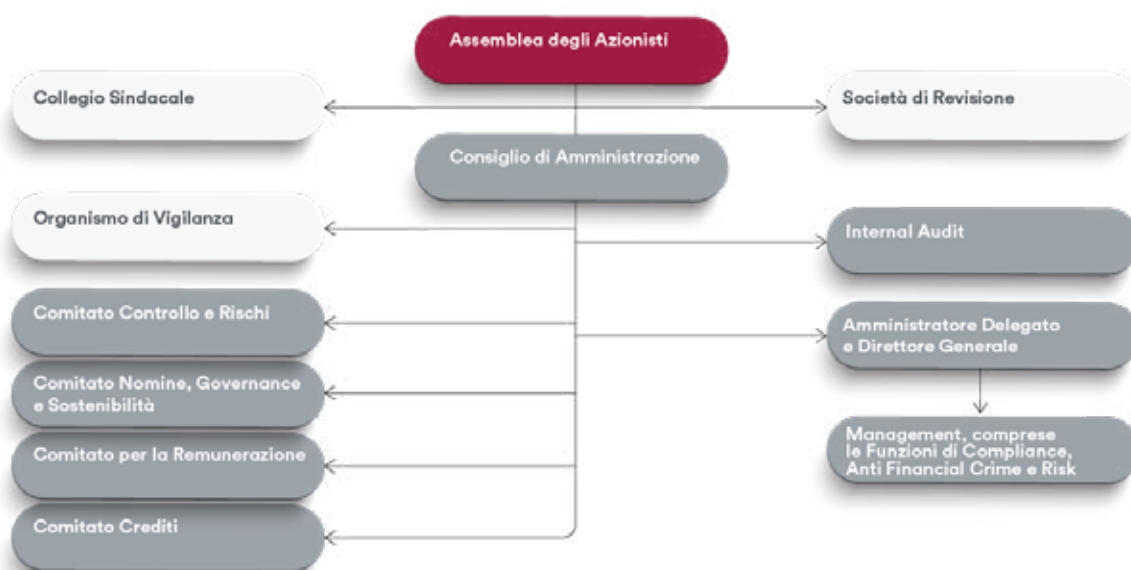 Assemblea degli Azionisti
Collegio Sindacale
Società di Revisione
Consiglio di Amministrazione
Organismo di Vigilanza
Internal Audit
Comitato Controllo e Rischi
Amministratore Delegato
e Direttore Generale
Comitato Nomine, Governance
e Sostenibilità
Management, comprese
le Funzioni di Compliance,
Anti Financial Crime e Risk
Comitato per la Remunerazione
Comitato Crediti